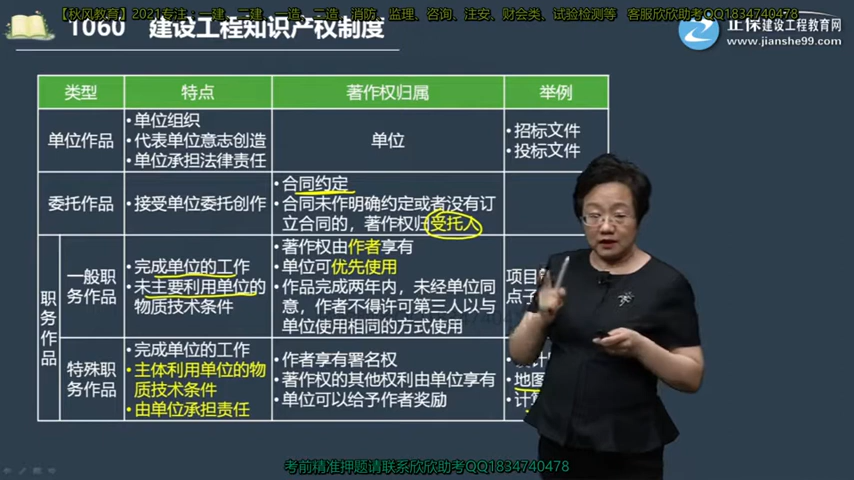 【秋风教育】2021专注：一建、二建、一造、二造、消防、监理、咨询、注安、财会类、试验检测等 客服欣欣助考QQ1834740478
1060 建设工程知识产权制度
正保建设工程教育网
www.jianshe99.com
类型
特点
著作权归属
举例
单位作品
•单位组织
•代表单位意志创造
•单位承担法律责任
单位
•招标文件
•投标文件
委托作品
•接受单位委托创作
•合同约定
•合同未作明确约定或者没有订
立合同的，著作权归受托人
职务作品
一般职
务作品
•完成单位的工作
•未主要利用单位的
物质技术条件
•著作权由作者享有
•单位可优先使用
•作品完成两年内，未经单位同
意，作者不得许可第三人以与
单位使用相同的方式使用
项目
点子
特殊职
务作品
•完成单位的工作
•主体利用单位的物
质技术条件
•由单位承担责任
•作者享有署名权
•著作权的其他权利由单位享有
•单位可以给予作者奖励
•地图
•计
考前精准押题请联系欣欣助考QQ1834740478